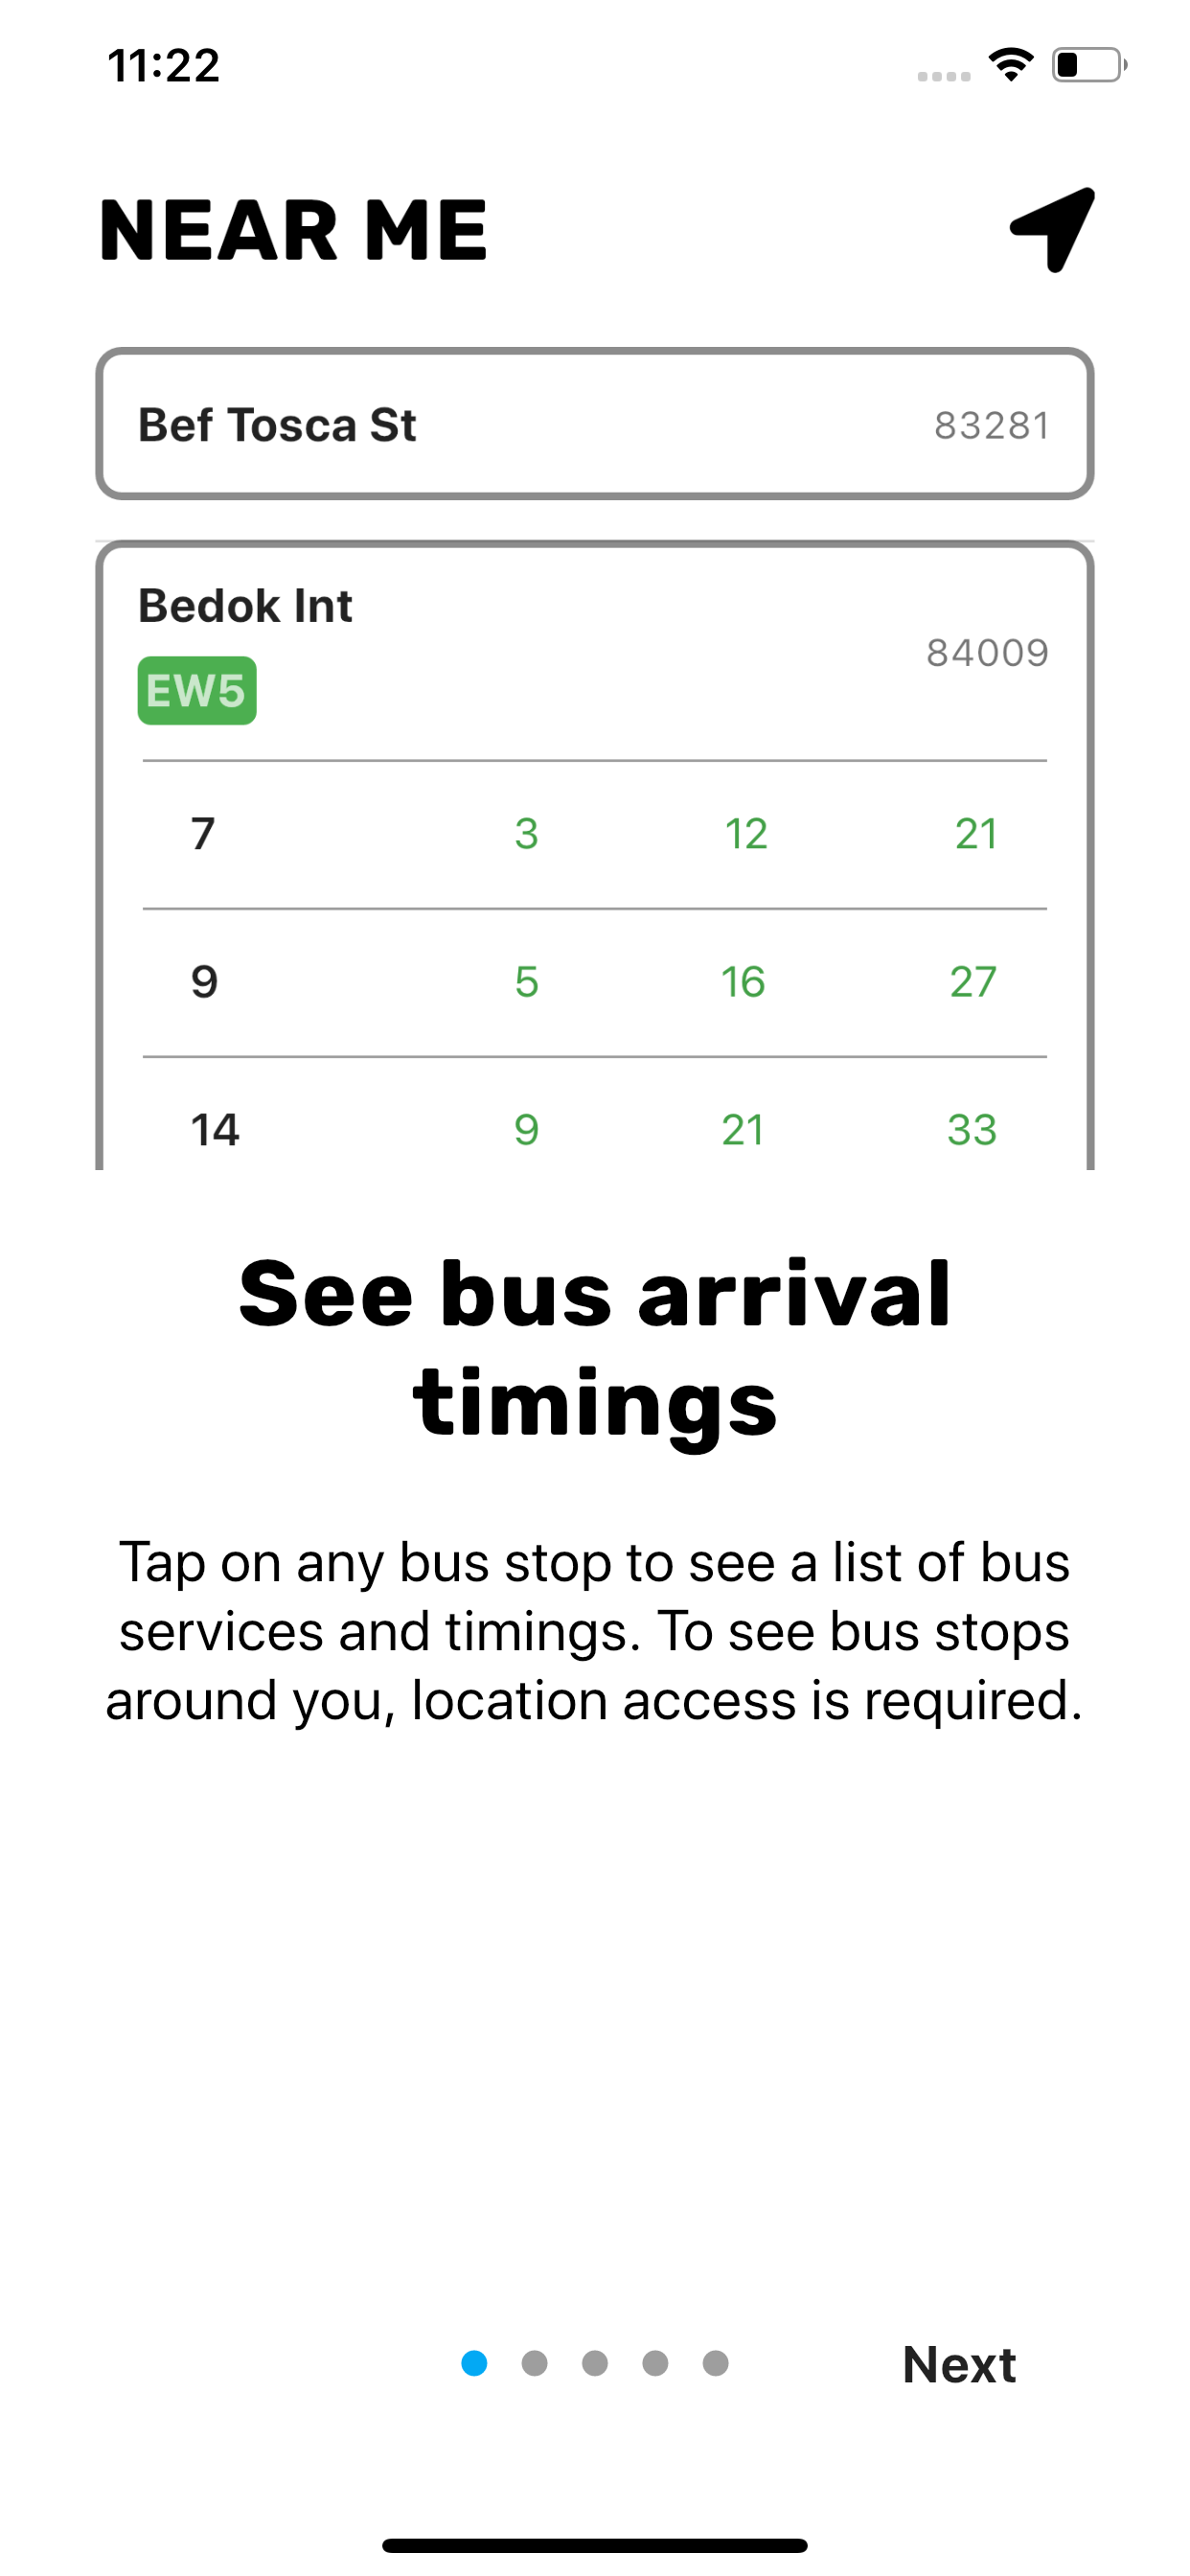 11:22
NEAR ME
Bef Tosca St 83281
Bedok Int
84009
EW5
7 3 12 21
9 5 16 27
14 9 21 33
See bus arrival
timings
Tap on any bus stop to see a list of bus
services and timings. To see bus stops
around you, location access is required.
Next